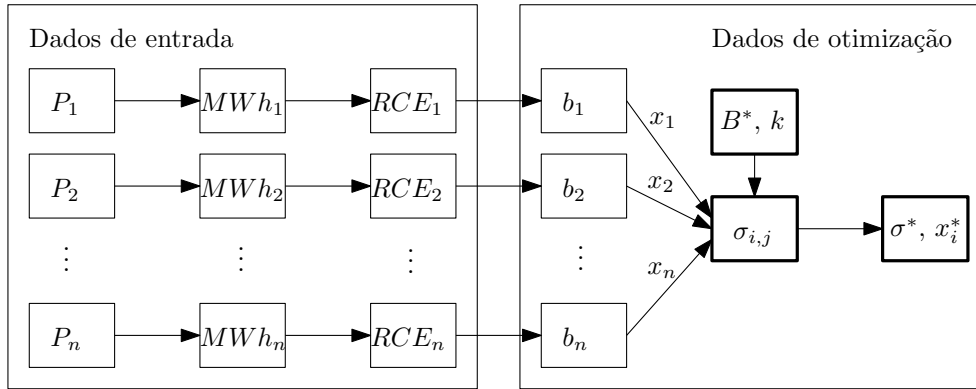 Dados de entrada
Dados de otimização
P₁ MWh₁ RCE₁ b₁ x₁ B*, k
P₂ MWh₂ RCE₂ b₂ x₂ σᵢ,ⱼ σ*, xᵢ*
⋮ ⋮ ⋮ ⋮
Pₙ MWhₙ RCEₙ bₙ xₙ